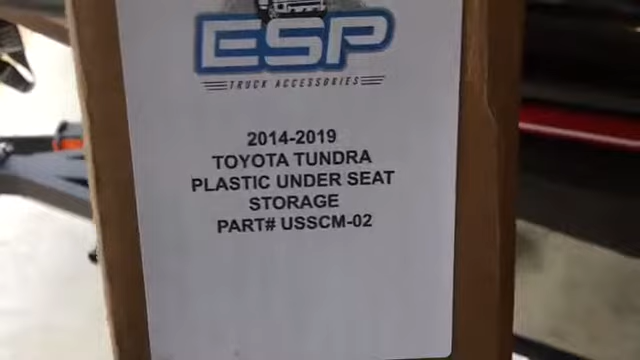 ESP
TRUCK ACCESSORIES
2014-2019
TOYOTA TUNDRA
PLASTIC UNDER SEAT
STORAGE
PART# USSCM-02